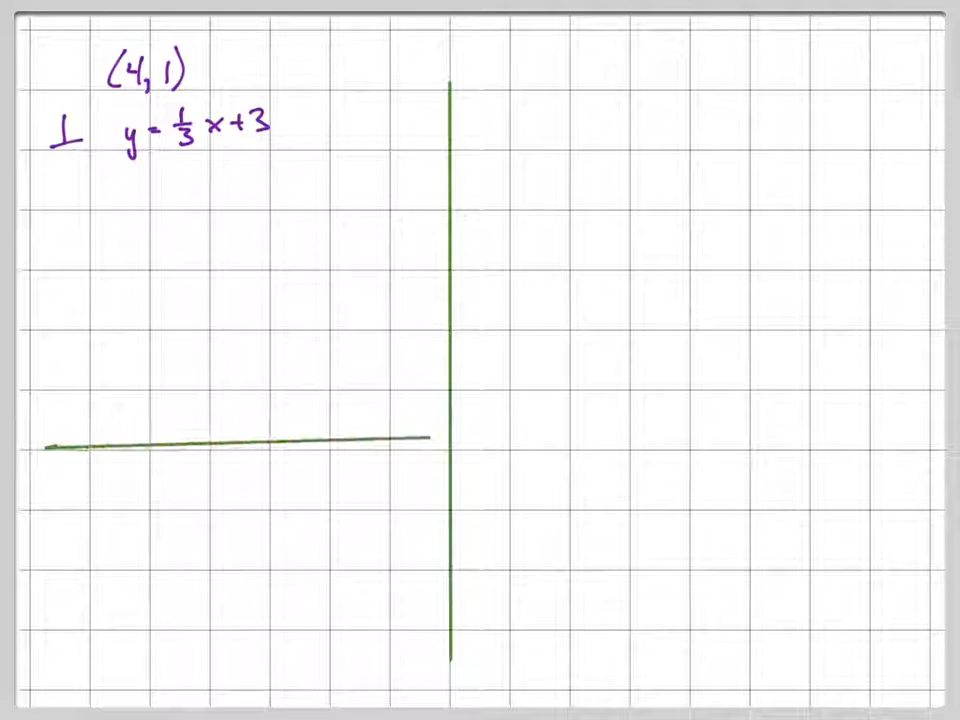 (4, 1)
⊥ y = 1/3 x + 3